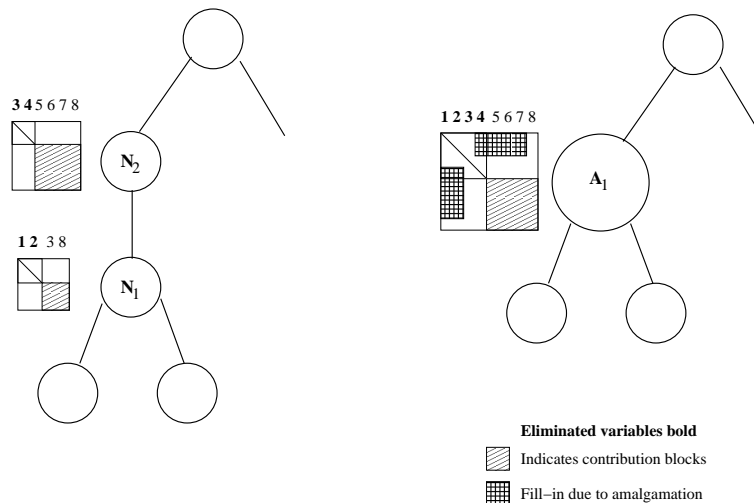 3 4 5 6 7 8
N2
1 2 3 8
N1
1 2 3 4 5 6 7 8
A1
Eliminated variables bold
Indicates contribution blocks
Fill−in due to amalgamation